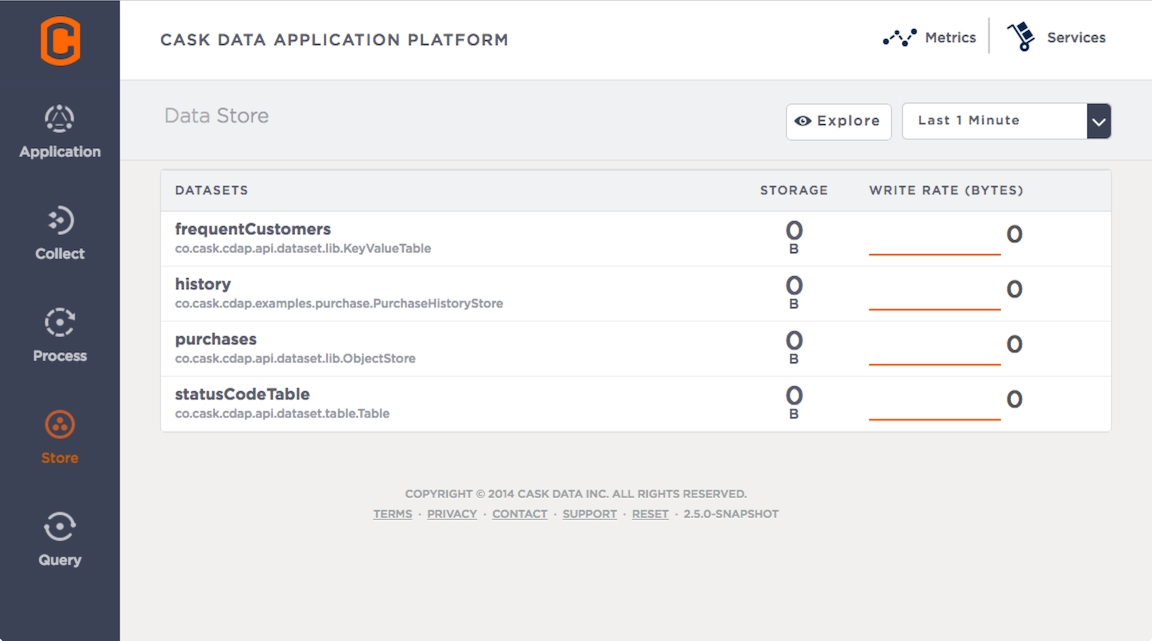 CASK DATA APPLICATION PLATFORM
Metrics
Services
Application
Collect
Process
Store
Query
Data Store
Explore
Last 1 Minute
DATASETS STORAGE WRITE RATE (BYTES)
frequentCustomers
co.cask.cdap.api.dataset.lib.KeyValueTable
0
B
0
history
co.cask.cdap.examples.purchase.PurchaseHistoryStore
0
B
0
purchases
co.cask.cdap.api.dataset.lib.ObjectStore
0
B
0
statusCodeTable
co.cask.cdap.api.dataset.table.Table
0
B
0
COPYRIGHT © 2014 CASK DATA INC. ALL RIGHTS RESERVED.
TERMS · PRIVACY · CONTACT · SUPPORT · RESET · 2.5.0-SNAPSHOT